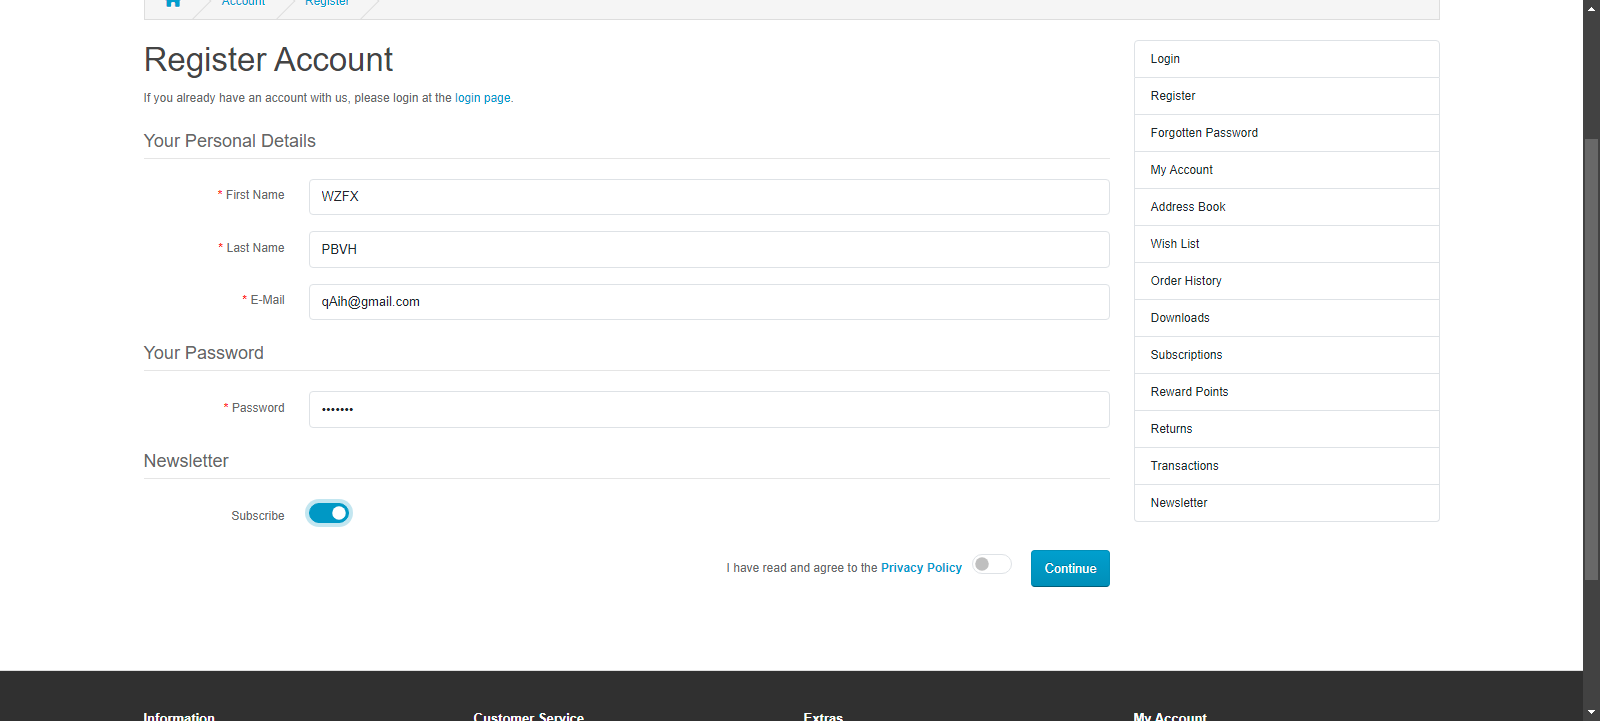 Account Register
Register Account
If you already have an account with us, please login at the login page.
Your Personal Details
* First Name WZFX
* Last Name PBVH
* E-Mail qAih@gmail.com
Your Password
* Password •••••••
Newsletter
Subscribe
I have read and agree to the Privacy Policy Continue
Login
Register
Forgotten Password
My Account
Address Book
Wish List
Order History
Downloads
Subscriptions
Reward Points
Returns
Transactions
Newsletter
Information Customer Service Extras My Account